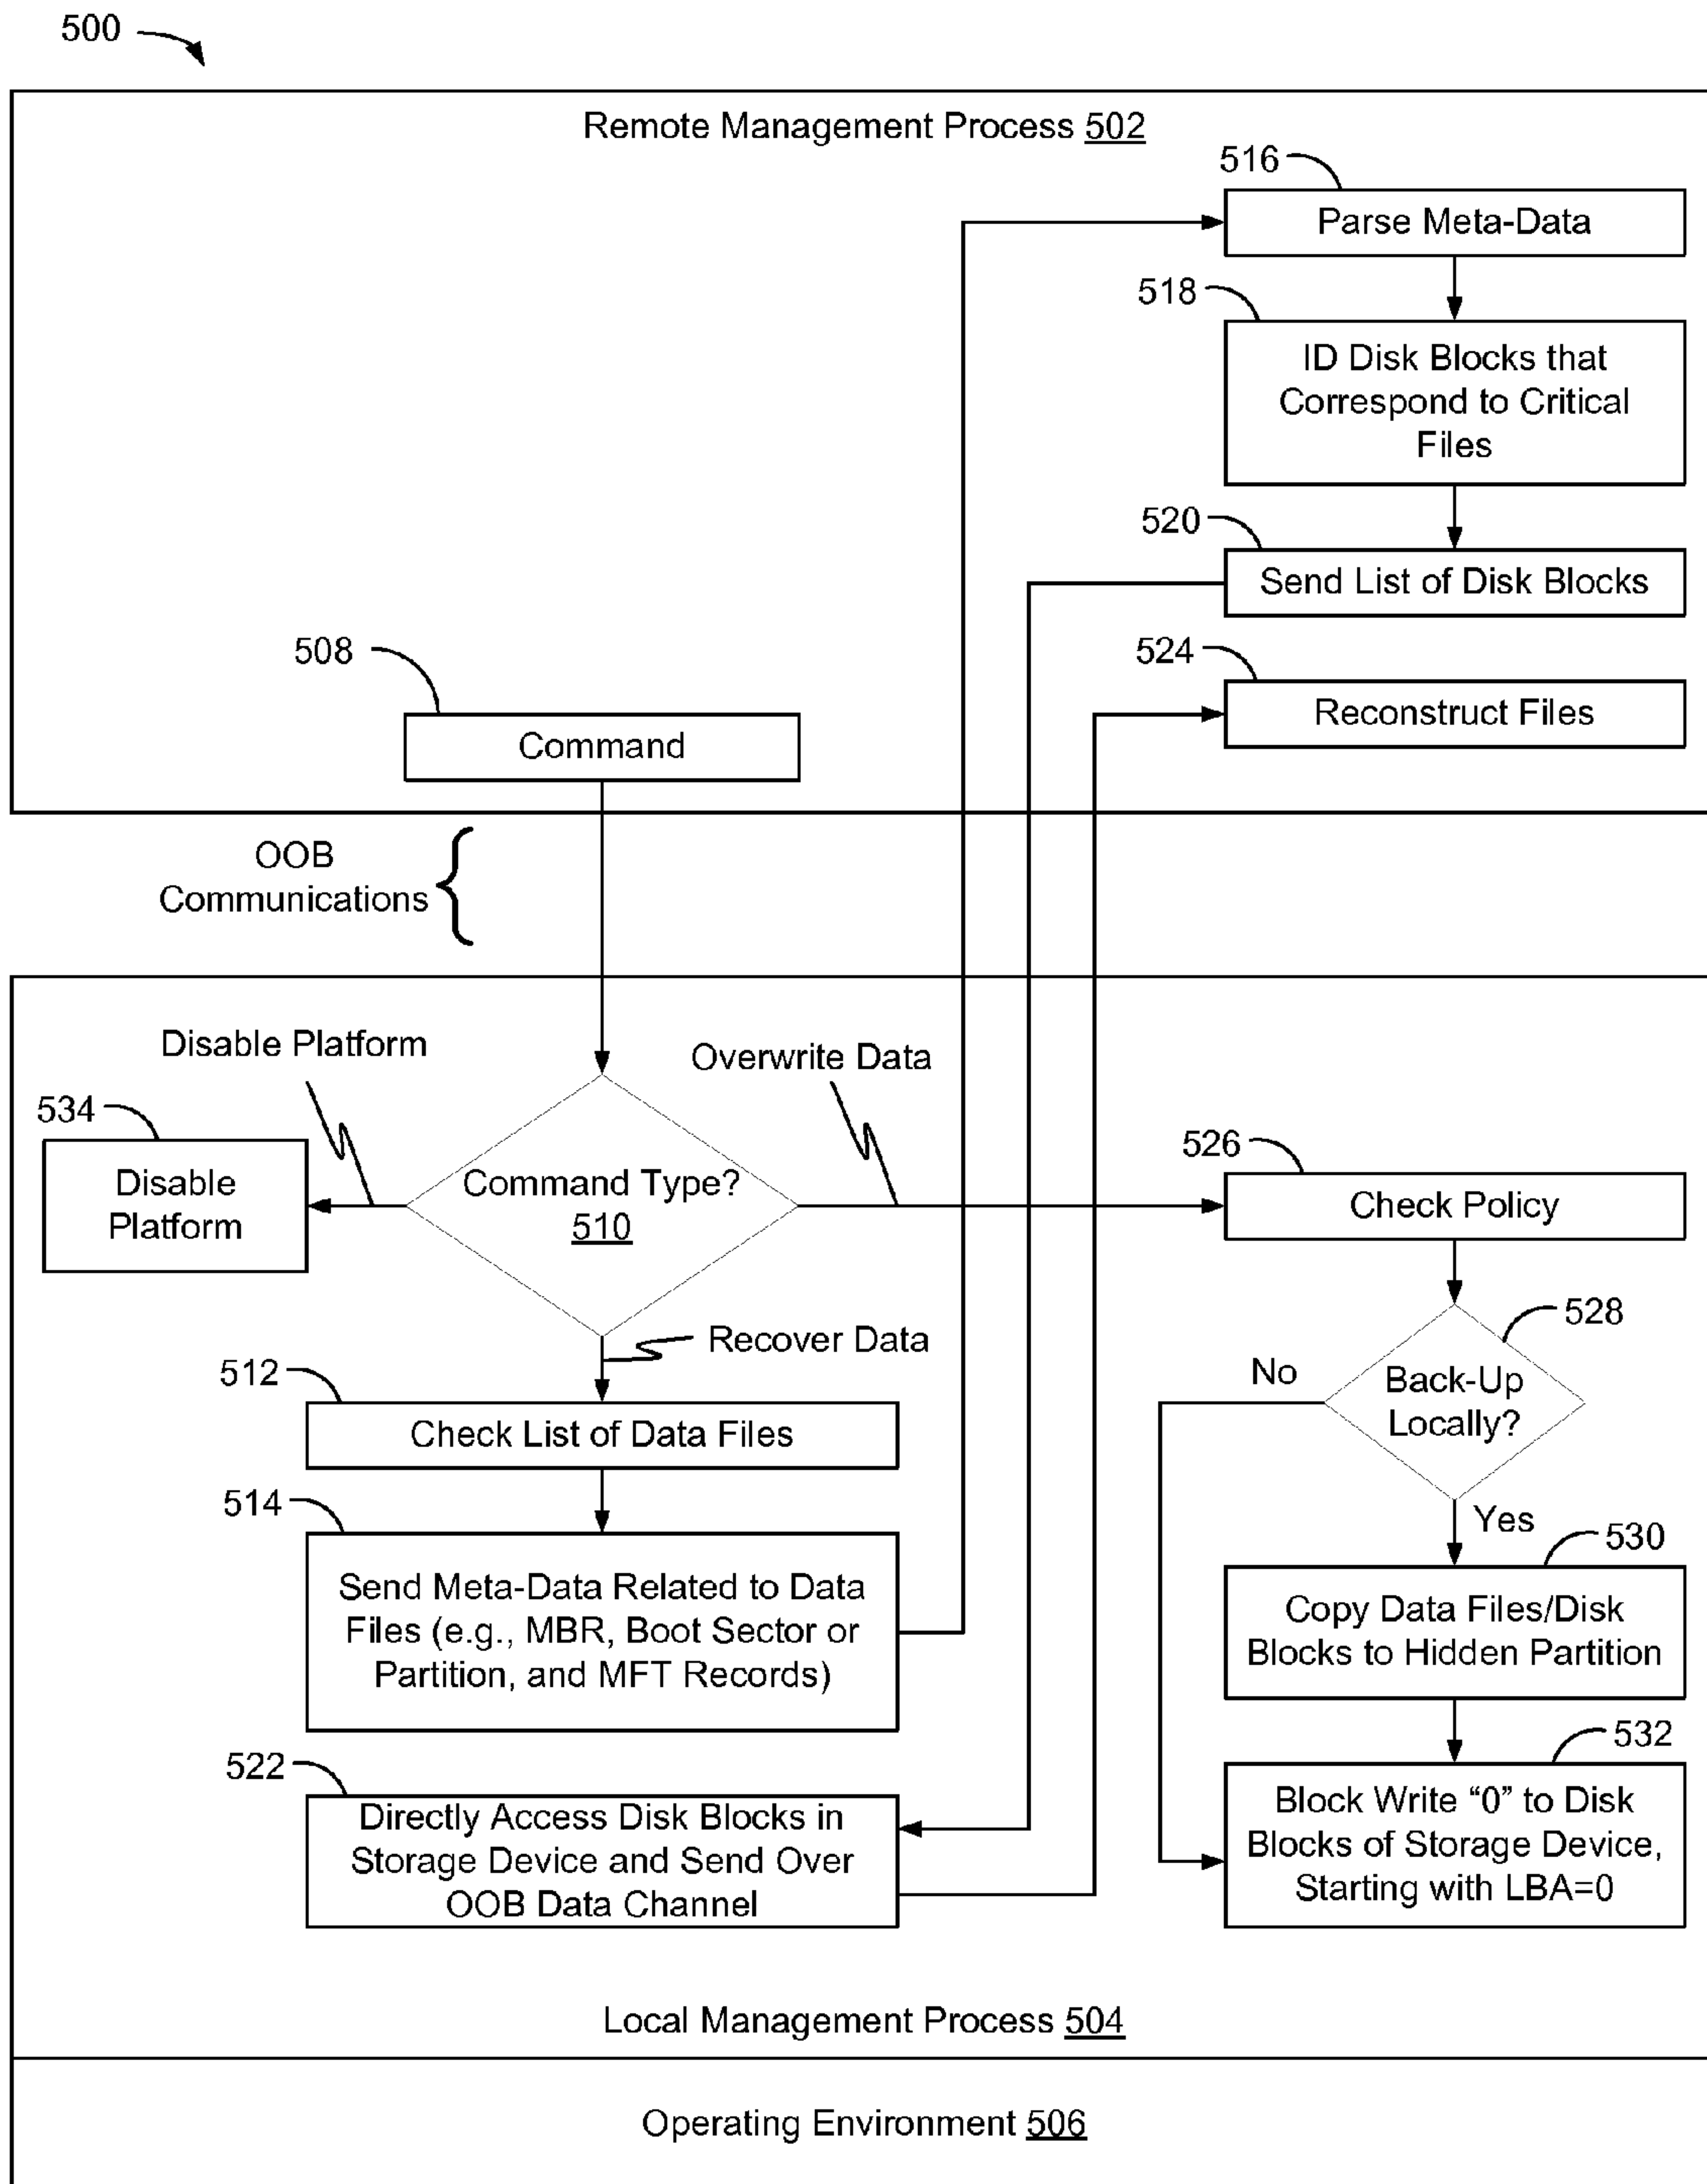 500
Remote Management Process 502
516
Parse Meta-Data
518
ID Disk Blocks that
Correspond to Critical
Files
520
Send List of Disk Blocks
524
Reconstruct Files
508
Command
OOB
Communications
Disable Platform
Overwrite Data
534
Disable
Platform
Command Type?
510
526
Check Policy
528
Back-Up
Locally?
No
Yes
Recover Data
512
Check List of Data Files
514
Send Meta-Data Related to Data
Files (e.g., MBR, Boot Sector or
Partition, and MFT Records)
530
Copy Data Files/Disk
Blocks to Hidden Partition
522
Directly Access Disk Blocks in
Storage Device and Send Over
OOB Data Channel
532
Block Write “0” to Disk
Blocks of Storage Device,
Starting with LBA=0
Local Management Process 504
Operating Environment 506